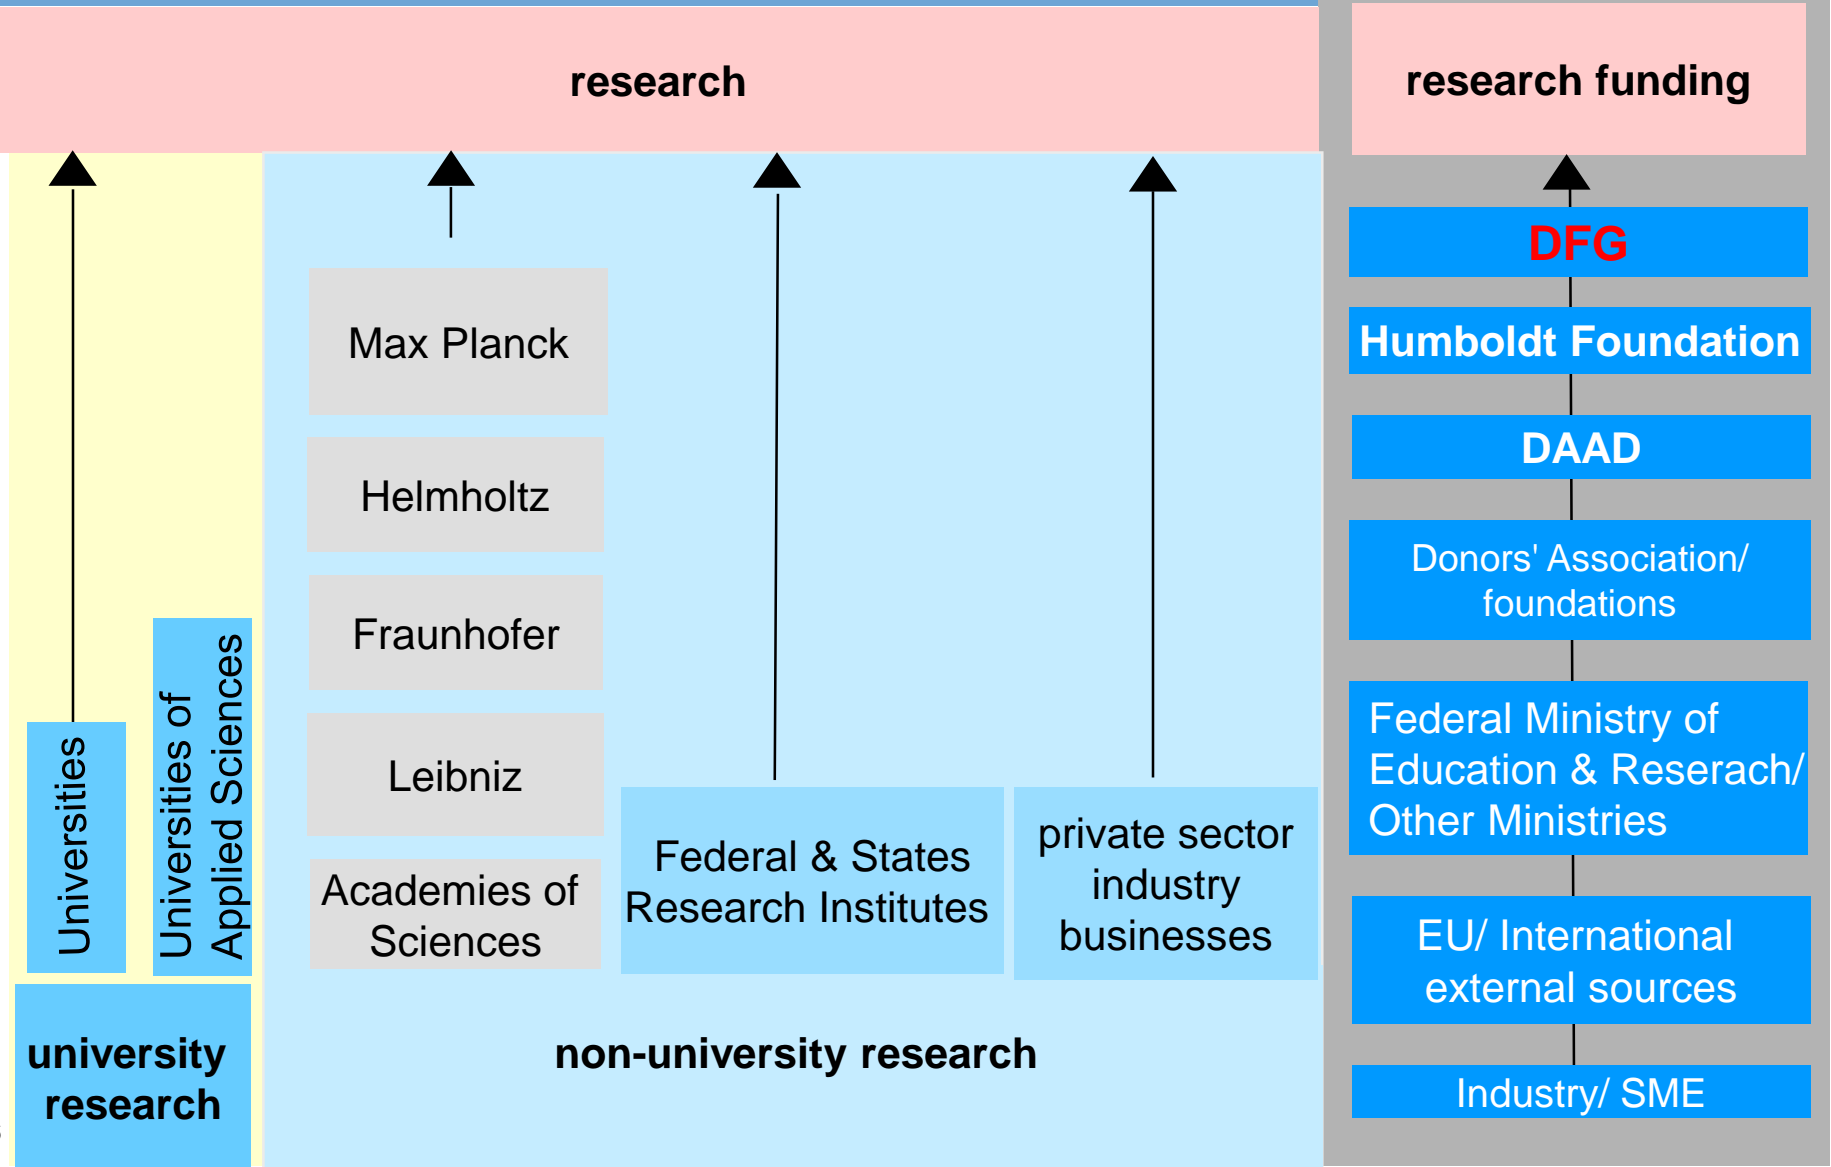 research
research funding
Universities
Universities of
Applied Sciences
university
research
Max Planck
Helmholtz
Fraunhofer
Leibniz
Academies of
Sciences
Federal & States
Research Institutes
private sector
industry
businesses
non-university research
DFG
Humboldt Foundation
DAAD
Donors' Association/
foundations
Federal Ministry of
Education & Reserach/
Other Ministries
EU/ International
external sources
Industry/ SME